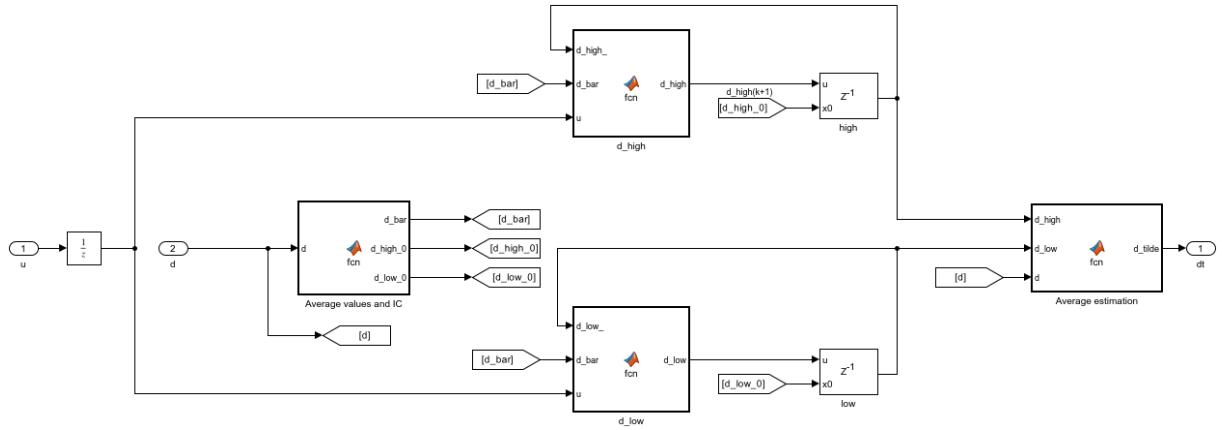 d_high_
[d_bar]
d_bar
fcn
d_high
u
d_high
d_high(k+1)
[d_high_0]
u
x0
Z-1
high
1
u
1
z
2
d
d
fcn
d_bar
d_high_0
d_low_0
Average values and IC
[d_bar]
[d_high_0]
[d_low_0]
[d]
d_low_
[d_bar]
d_bar
fcn
d_low
u
d_low
[d_low_0]
u
x0
Z-1
low
[d]
d_high
d_low
d
fcn
d_tilde
Average estimation
1
dt